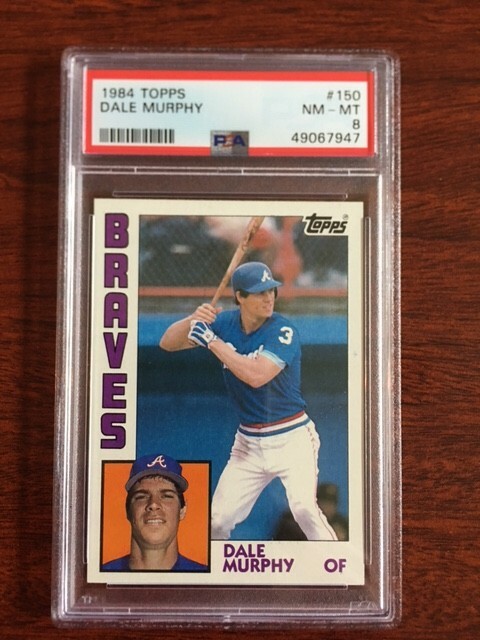 1984 TOPPS #150
DALE MURPHY NM - MT
8
PSA 49067947
topps
BRAVES
A
3
A
DALE
MURPHY OF